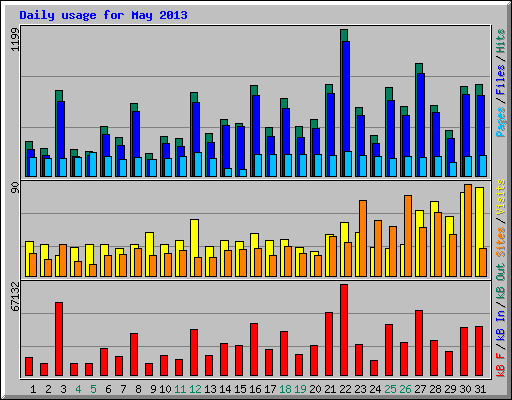 Daily usage for May 2013
1199
Pages / Files / Hits
90
Sites / Visits
67132
kB F / kB In / kB Out
1 2 3 4 5 6 7 8 9 10 11 12 13 14 15 16 17 18 19 20 21 22 23 24 25 26 27 28 29 30 31